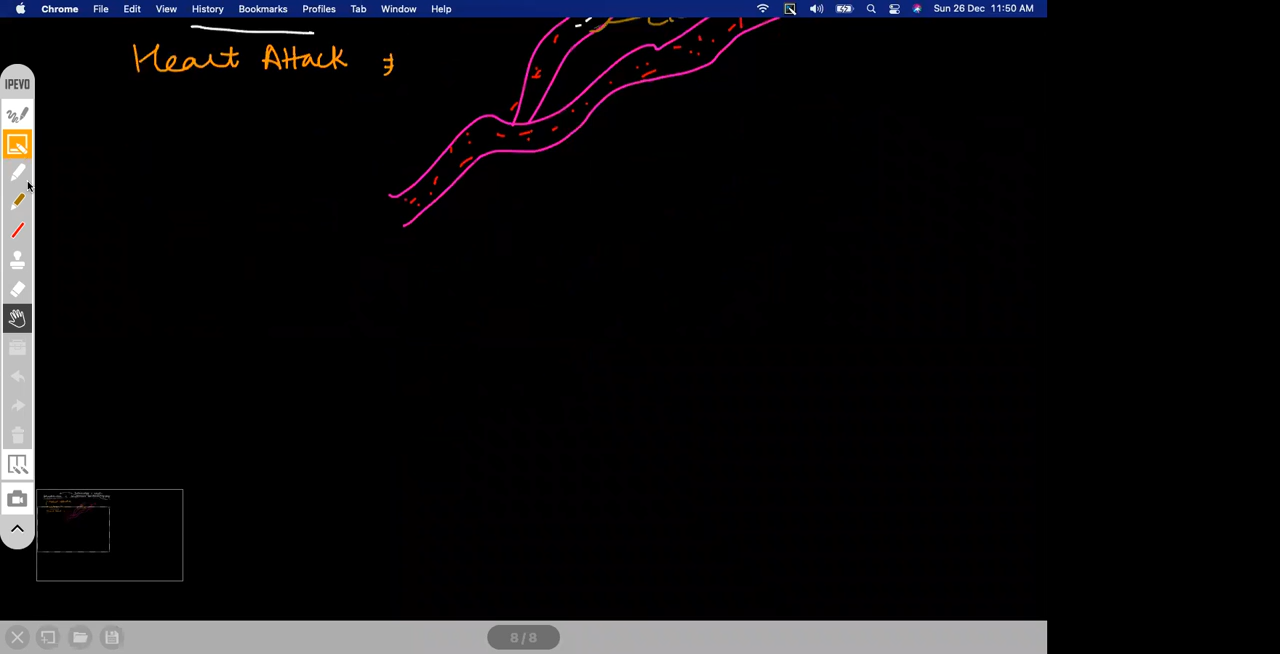 Chrome File Edit View History Bookmarks Profiles Tab Window Help Sun 26 Dec 11:50 AM
Heart Attack
IPEVO
8 / 8